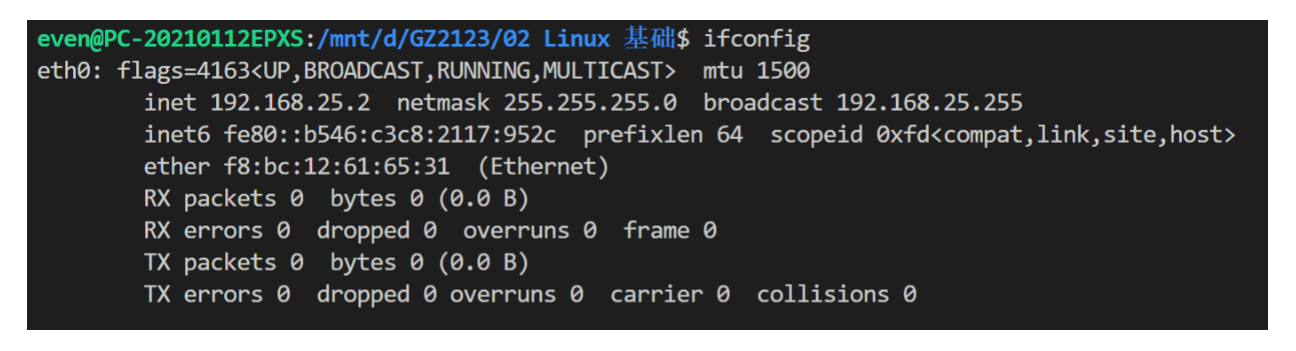 even@PC-20210112EPXS:/mnt/d/GZ2123/02 Linux 基础$ ifconfig
eth0: flags=4163<UP,BROADCAST,RUNNING,MULTICAST>  mtu 1500
        inet 192.168.25.2  netmask 255.255.255.0  broadcast 192.168.25.255
        inet6 fe80::b546:c3c8:2117:952c  prefixlen 64  scopeid 0xfd<compat,link,site,host>
        ether f8:bc:12:61:65:31  (Ethernet)
        RX packets 0  bytes 0 (0.0 B)
        RX errors 0  dropped 0  overruns 0  frame 0
        TX packets 0  bytes 0 (0.0 B)
        TX errors 0  dropped 0 overruns 0  carrier 0  collisions 0